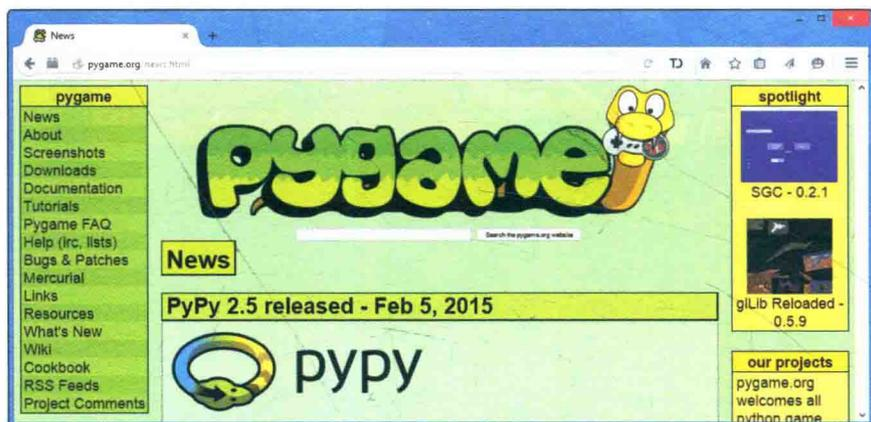 News
pygame.org/news.html
pygame
News
About
Screenshots
Downloads
Documentation
Tutorials
Pygame FAQ
Help (irc, lists)
Bugs & Patches
Mercurial
Links
Resources
What's New
Wiki
Cookbook
RSS Feeds
Project Comments
pygame
Search the pygame.org website
News
PyPy 2.5 released - Feb 5, 2015
pypy
spotlight
SGC - 0.2.1
glLib Reloaded -
0.5.9
our projects
pygame.org
welcomes all
python game